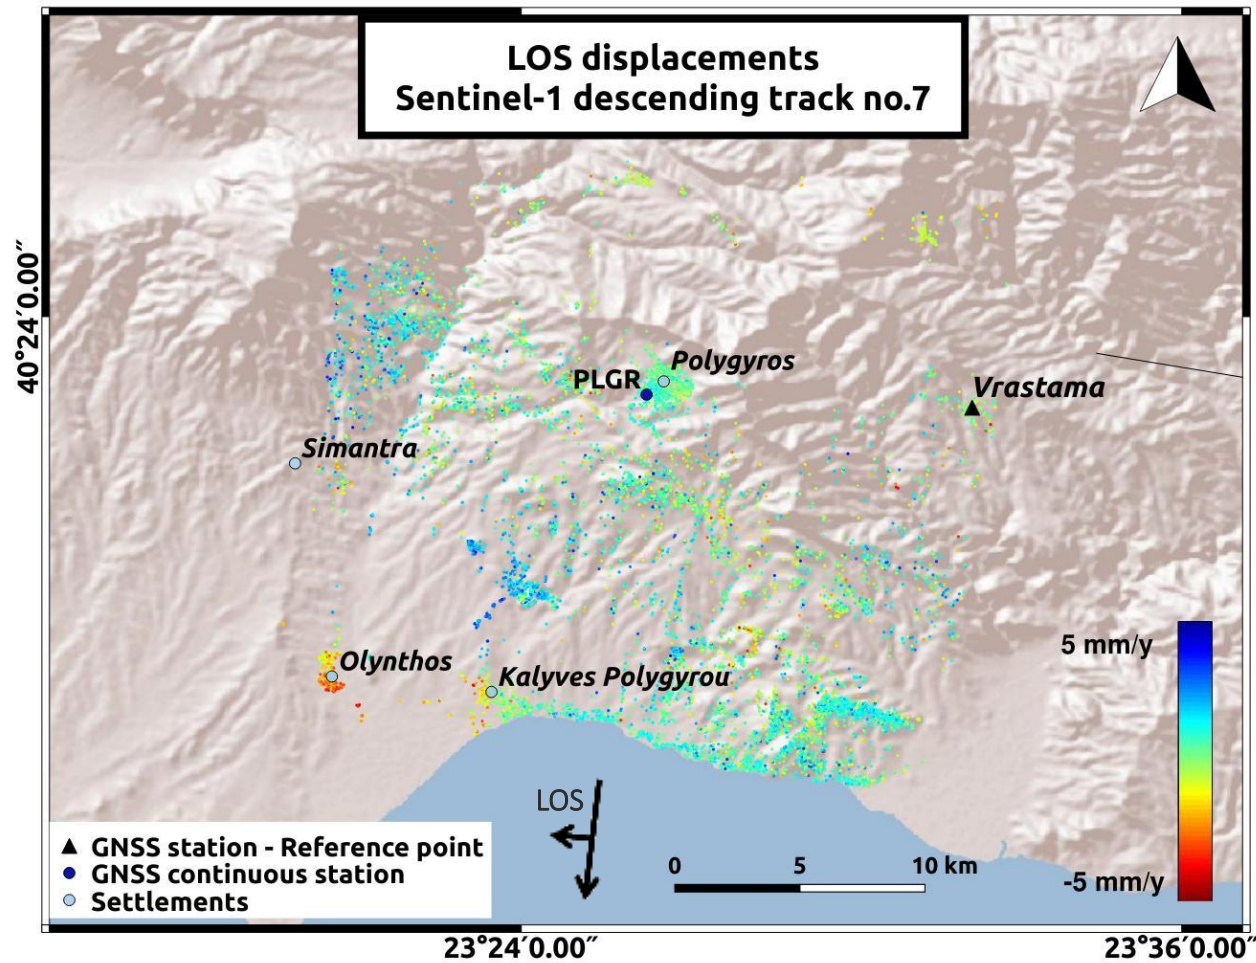 LOS displacements
Sentinel-1 descending track no.7
40°24′0.00″
Polygyros
PLGR
Vrastama
Simantra
Olynthos
Kalyves Polygyrou
5 mm/y
-5 mm/y
LOS
0 5 10 km
GNSS station - Reference point
GNSS continuous station
Settlements
23°24′0.00″ 23°36′0.00″